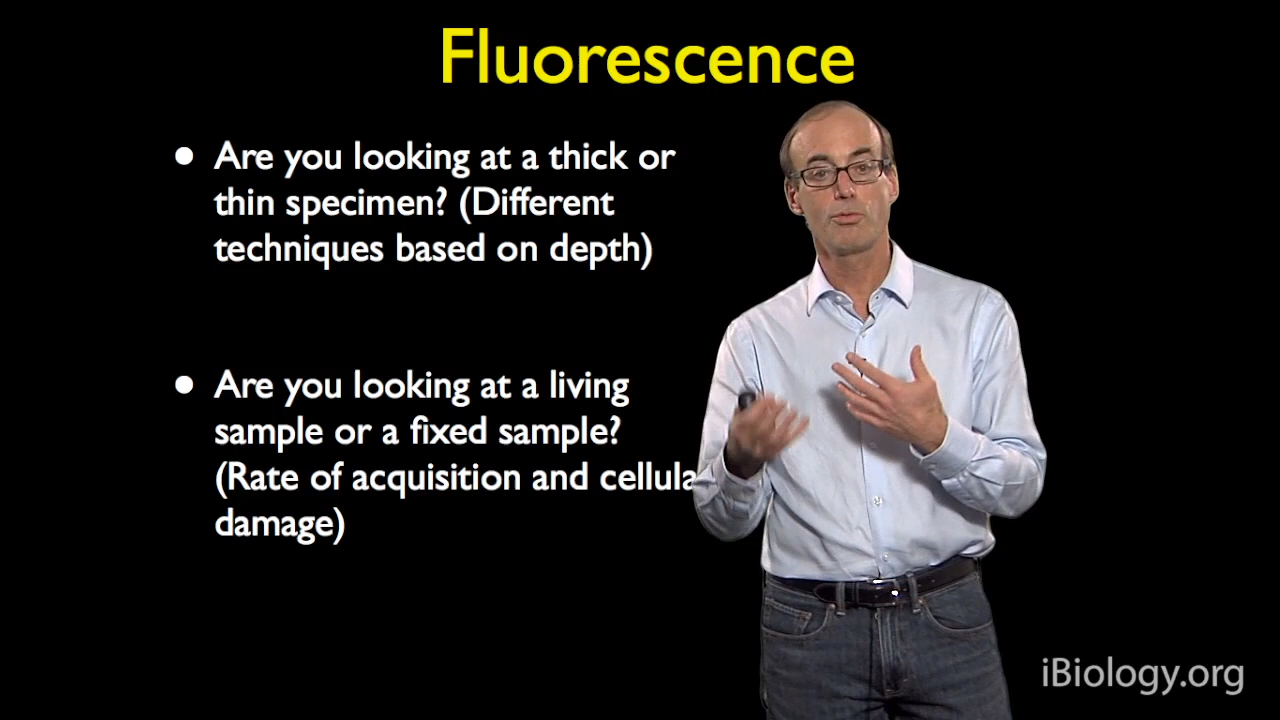 Fluorescence
• Are you looking at a thick or
thin specimen? (Different
techniques based on depth)
• Are you looking at a living
sample or a fixed sample?
(Rate of acquisition and cellula
damage)
iBiology.org